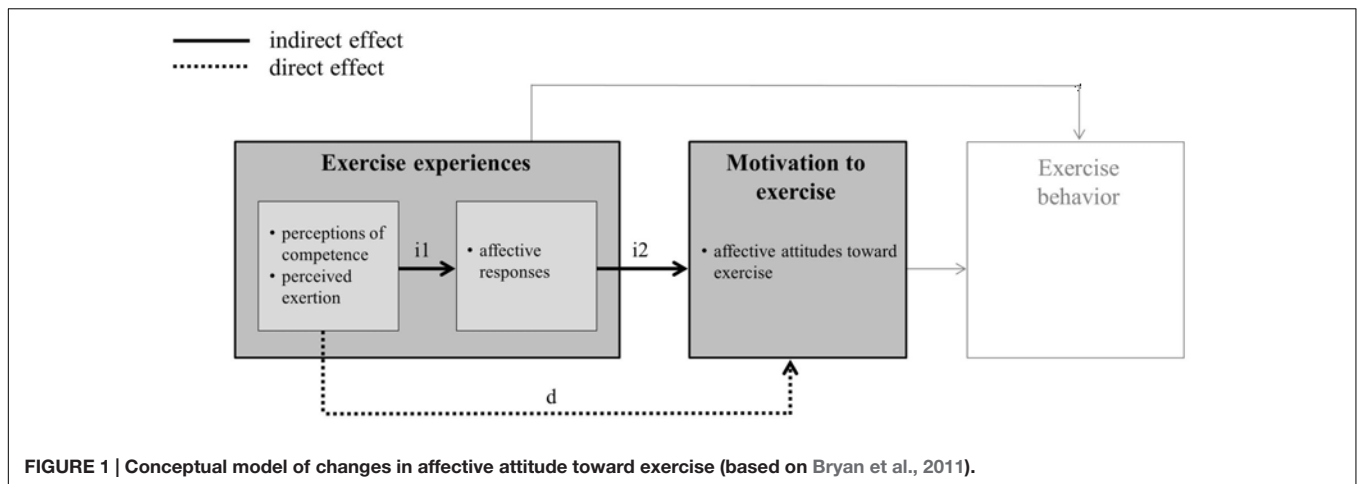 indirect effect
direct effect
Exercise experiences
• perceptions of
competence
• perceived
exertion
i1
• affective
responses
i2
Motivation to
exercise
• affective attitudes toward
exercise
Exercise
behavior
d
FIGURE 1 | Conceptual model of changes in affective attitude toward exercise (based on Bryan et al., 2011).